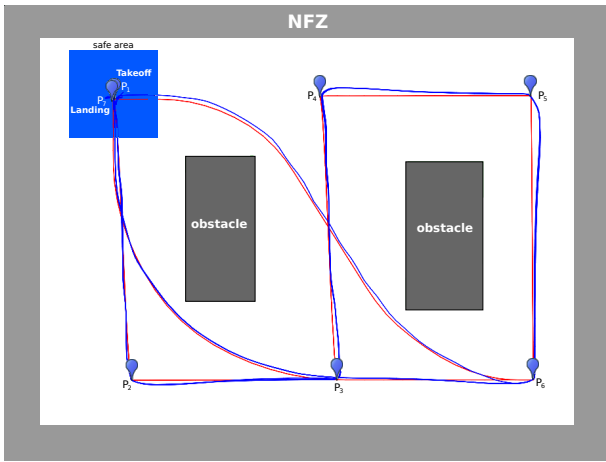 NFZ
safe area
Takeoff
P1
P7
Landing
P4
P5
obstacle
obstacle
P2
P3
P6